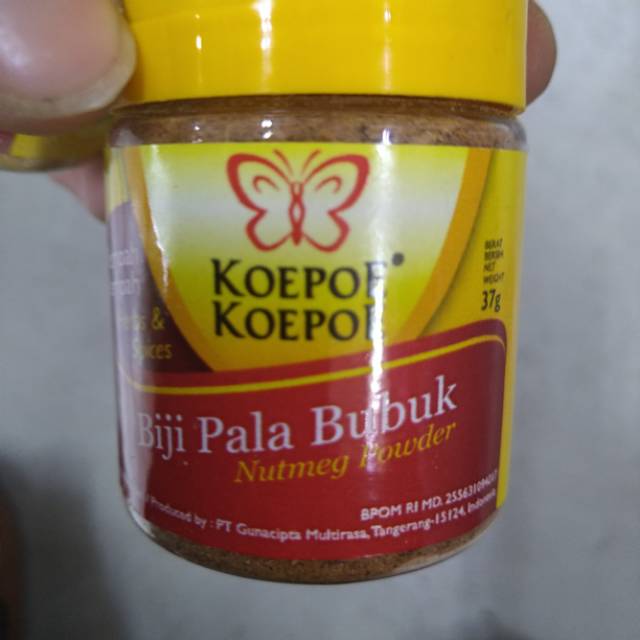 KOEPOE
KOEPOE
BERAT
BERSIH
NET
WEIGHT
37g
&
Spices
Biji Pala Bubuk
Nutmeg Powder
BPOM RI MD.
Produced by : PT Gunacipta Multirasa, Tangerang-15124, Indonesia